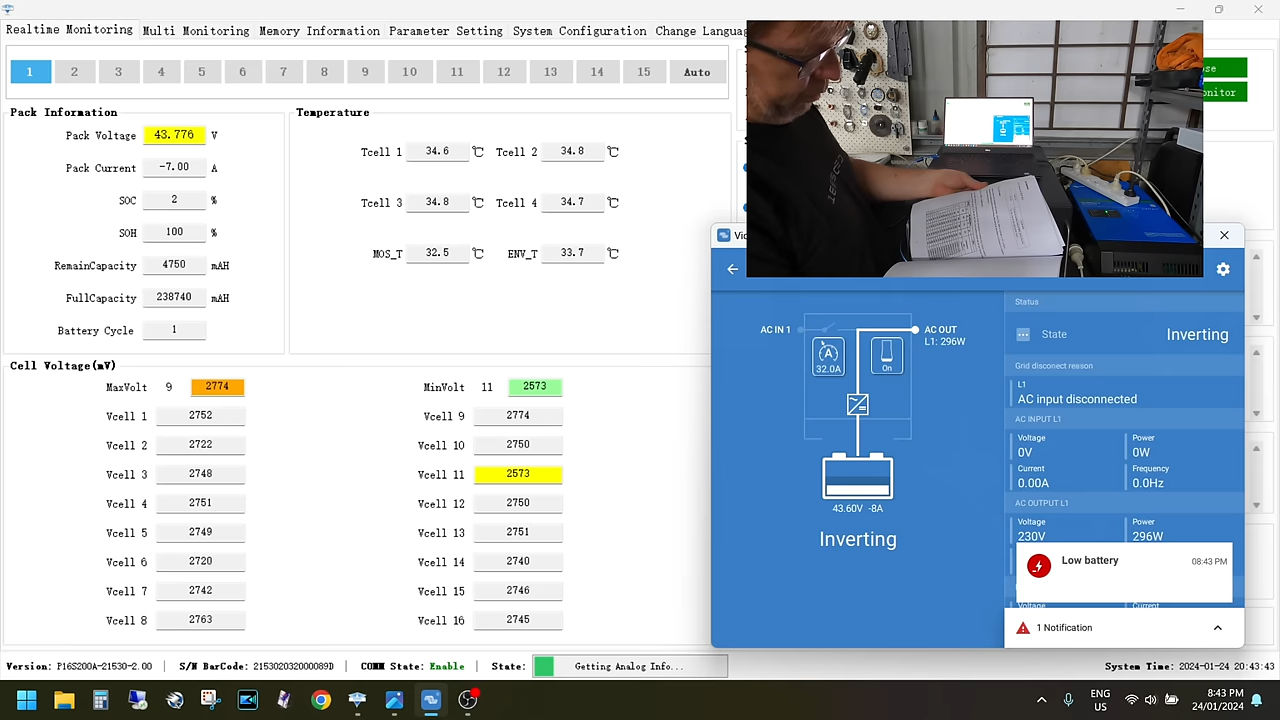 Realtime Monitoring Multi Monitoring Memory Information Parameter Setting System Configuration Change
1 2 3 4 5 6 7 8 9 10 11 13 14 15 Auto
Pack Information
Pack Voltage 43.776 V
Pack Current -7.00 A
SOC 2 %
SOH 100 %
RemainCapacity 4750 mAH
FullCapacity 238740 mAH
Battery Cycle 1
Temperature
Tcell 1 34.6 ℃ Tcell 2 34.8 ℃
Tcell 3 34.8 ℃ Tcell 4 34.7 ℃
MOS_T 32.5 ℃ ENV_T 33.7 ℃
Cell Voltage(mV)
MaxVolt 9 2774 MinVolt 11 2573
Vcell 1 2752 Vcell 9 2774
Vcell 2 2722 Vcell 10 2750
Vcell 3 2748 Vcell 11 2573
Vcell 4 2751 Vcell 12 2750
Vcell 5 2749 Vcell 13 2751
Vcell 6 2720 Vcell 14 2740
Vcell 7 2742 Vcell 15 2746
Vcell 8 2763 Vcell 16 2745
AC IN 1
AC OUT
L1: 296W
32.0A
On
43.60V -8A
Inverting
Status
State Inverting
Grid disconect reason
L1
AC input disconnected
AC INPUT L1
Voltage Power
0V 0W
Current Frequency
0.00A 0.0Hz
AC OUTPUT L1
Voltage Power
230V 296W
Low battery 08:43 PM
Voltage Current
1 Notification
Version: P16S200A-21530-2.00 | S/N BarCode: 215302032000089D | COMM State: Enable | State: Getting Analog Info... System Time: 2024-01-24 20:43:43
ENG
US
8:43 PM
24/01/2024